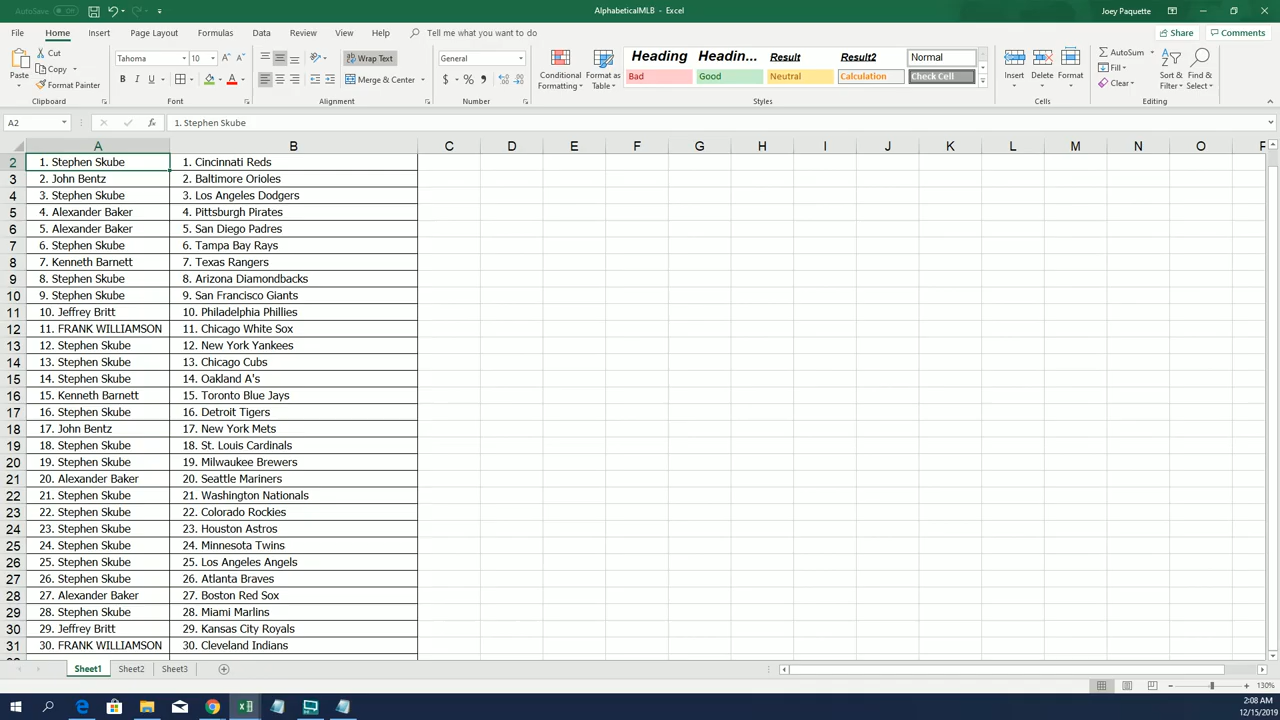 AutoSave Off
AlphabeticalMLB - Excel
Joey Paquette
File Home Insert Page Layout Formulas Data Review View Help Tell me what you want to do
Share Comments
Paste
Cut
Copy
Format Painter
Clipboard
Tahoma 10
B I U
Font
Wrap Text
Merge & Center
Alignment
General
$ % ,
Number
Conditional Formatting
Format as Table
Heading Headin... Result Result2 Normal
Bad Good Neutral Calculation Check Cell
Styles
Insert Delete Format
Cells
AutoSum
Fill
Clear
Sort & Filter
Find & Select
Editing
A2 fx 1. Stephen Skube
A B C D E F G H I J K L M N O P
2 1. Stephen Skube 1. Cincinnati Reds
3 2. John Bentz 2. Baltimore Orioles
4 3. Stephen Skube 3. Los Angeles Dodgers
5 4. Alexander Baker 4. Pittsburgh Pirates
6 5. Alexander Baker 5. San Diego Padres
7 6. Stephen Skube 6. Tampa Bay Rays
8 7. Kenneth Barnett 7. Texas Rangers
9 8. Stephen Skube 8. Arizona Diamondbacks
10 9. Stephen Skube 9. San Francisco Giants
11 10. Jeffrey Britt 10. Philadelphia Phillies
12 11. FRANK WILLIAMSON 11. Chicago White Sox
13 12. Stephen Skube 12. New York Yankees
14 13. Stephen Skube 13. Chicago Cubs
15 14. Stephen Skube 14. Oakland A's
16 15. Kenneth Barnett 15. Toronto Blue Jays
17 16. Stephen Skube 16. Detroit Tigers
18 17. John Bentz 17. New York Mets
19 18. Stephen Skube 18. St. Louis Cardinals
20 19. Stephen Skube 19. Milwaukee Brewers
21 20. Alexander Baker 20. Seattle Mariners
22 21. Stephen Skube 21. Washington Nationals
23 22. Stephen Skube 22. Colorado Rockies
24 23. Stephen Skube 23. Houston Astros
25 24. Stephen Skube 24. Minnesota Twins
26 25. Stephen Skube 25. Los Angeles Angels
27 26. Stephen Skube 26. Atlanta Braves
28 27. Alexander Baker 27. Boston Red Sox
29 28. Stephen Skube 28. Miami Marlins
30 29. Jeffrey Britt 29. Kansas City Royals
31 30. FRANK WILLIAMSON 30. Cleveland Indians
Sheet1 Sheet2 Sheet3
130%
2:08 AM
12/15/2019